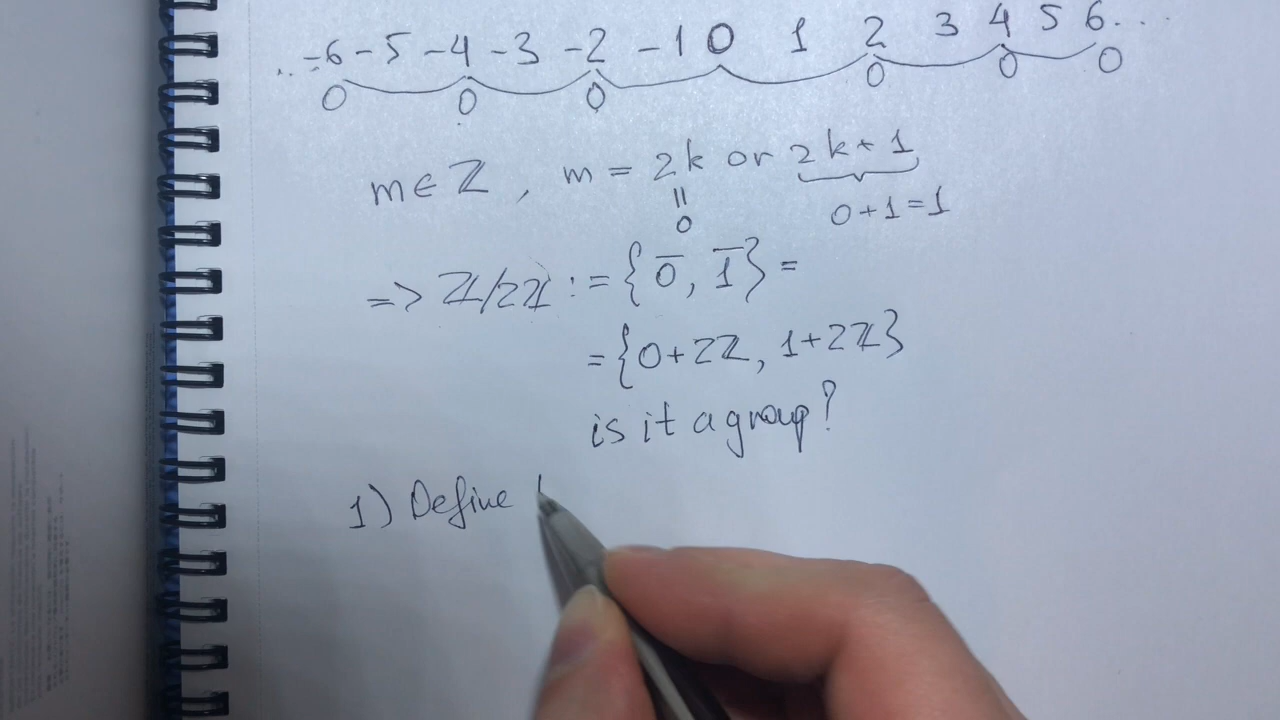 ...-6 -5 -4 -3 -2 -1 0 1 2 3 4 5 6...
0 0 0 0 0 0
m ∈ ℤ, m = 2k or 2k+1
=
0
0+1=1
=> ℤ/2ℤ := {0̅, 1̅} =
= {0+2ℤ, 1+2ℤ}
is it a group?
1) Define